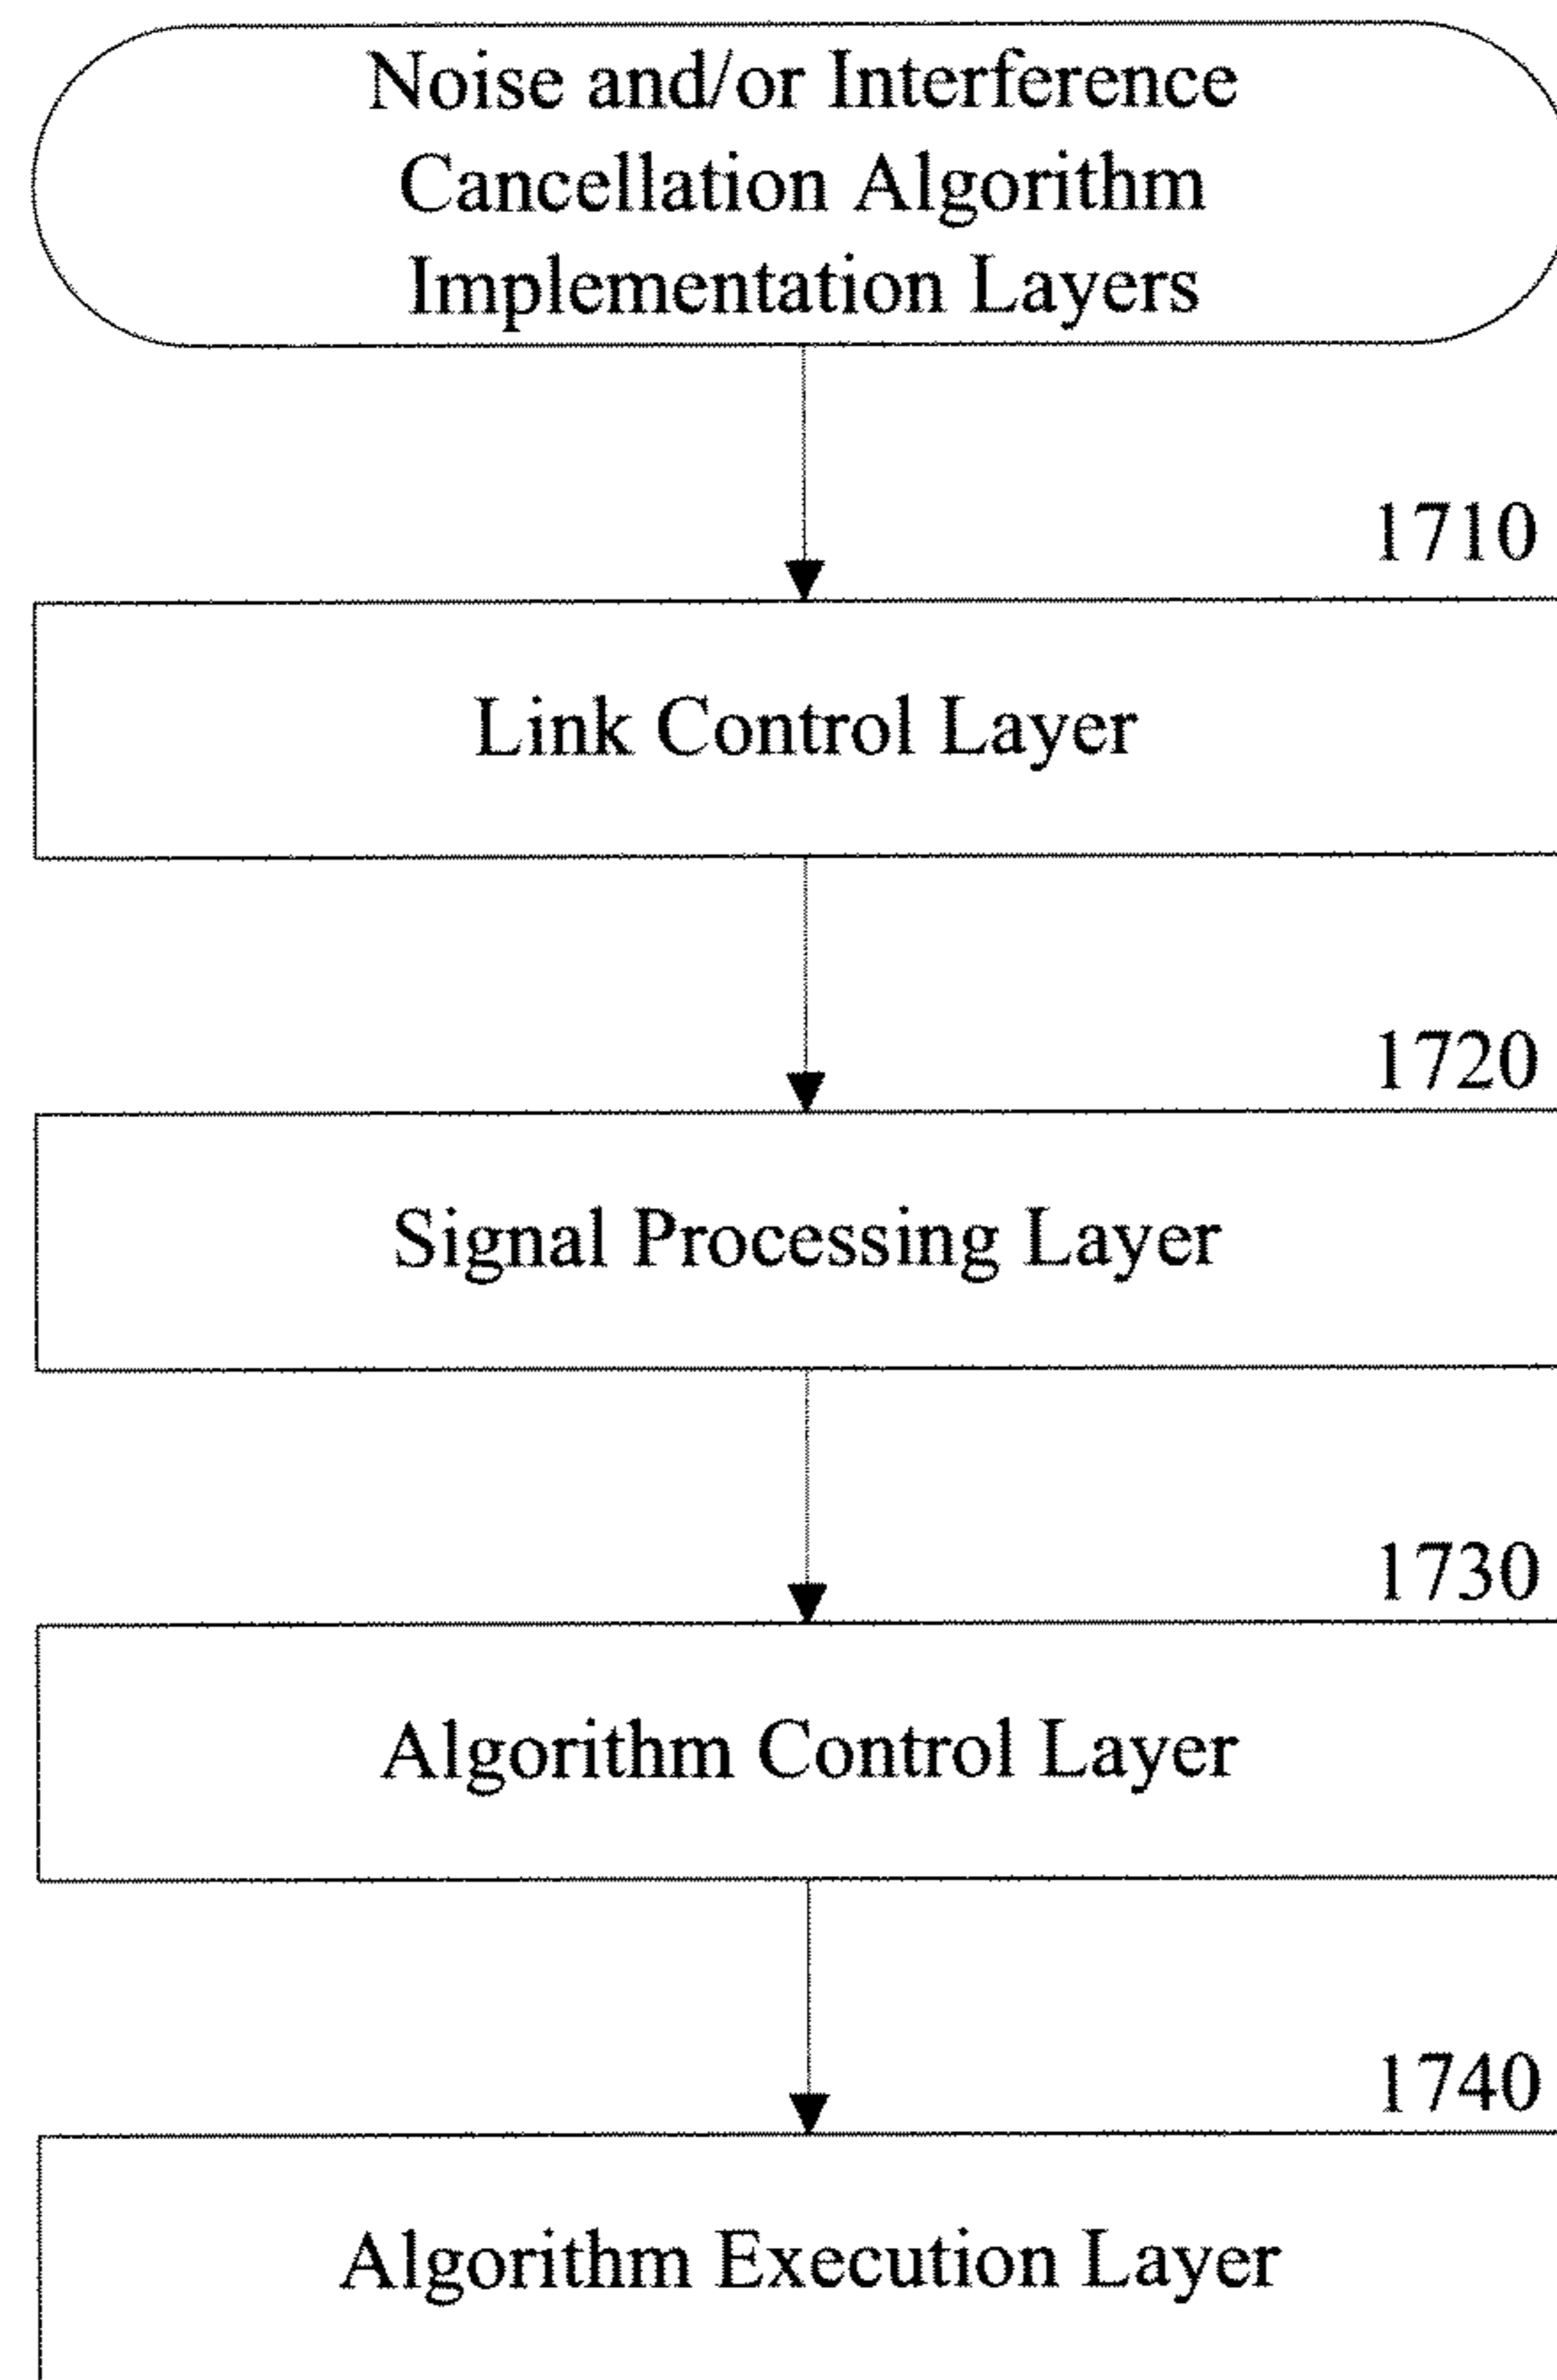 Noise and/or Interference
Cancellation Algorithm
Implementation Layers
1710
Link Control Layer
1720
Signal Processing Layer
1730
Algorithm Control Layer
1740
Algorithm Execution Layer